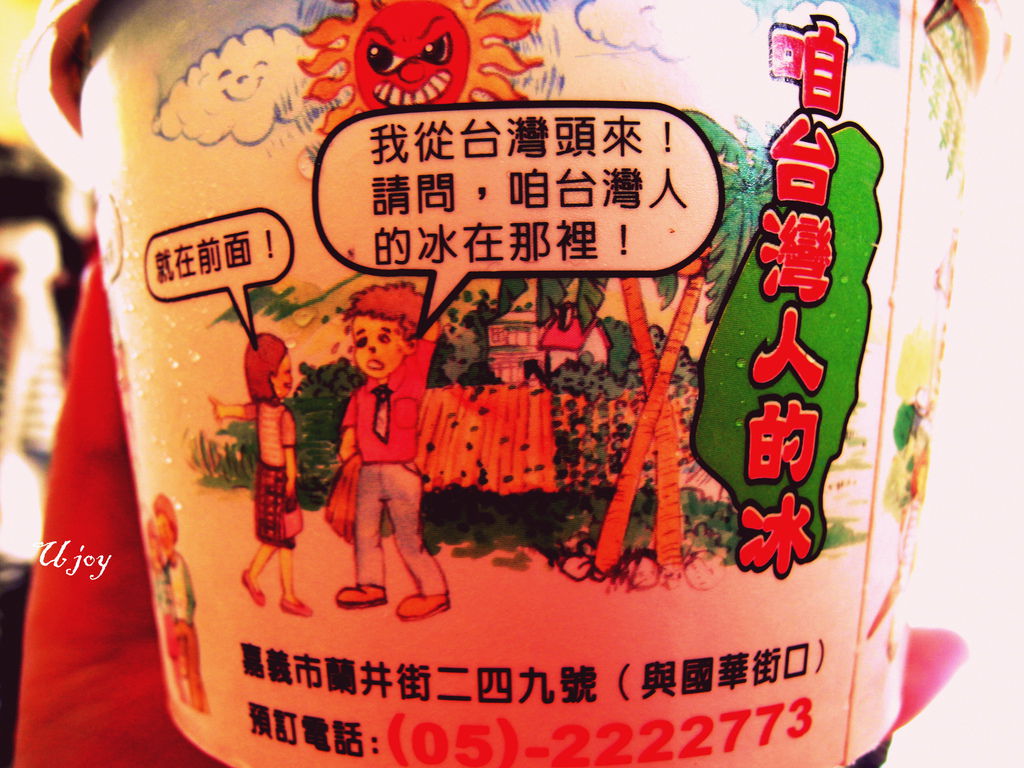 我從台灣頭來！
請問，咱台灣人
的冰在那裡！
就在前面！
咱台灣人的冰
嘉義市蘭井街二四九號（與國華街口）
預訂電話：(05)-2222773
Ujoy